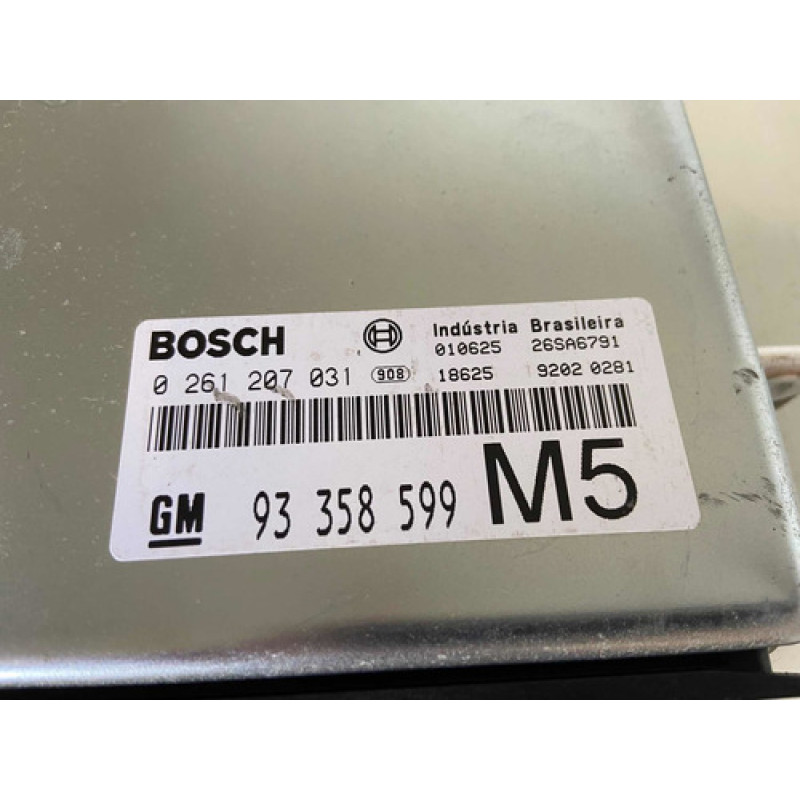 BOSCH Indústria Brasileira
010625 26SA6791
0 261 207 031 908 18625 9202 0281
GM 93 358 599 M5